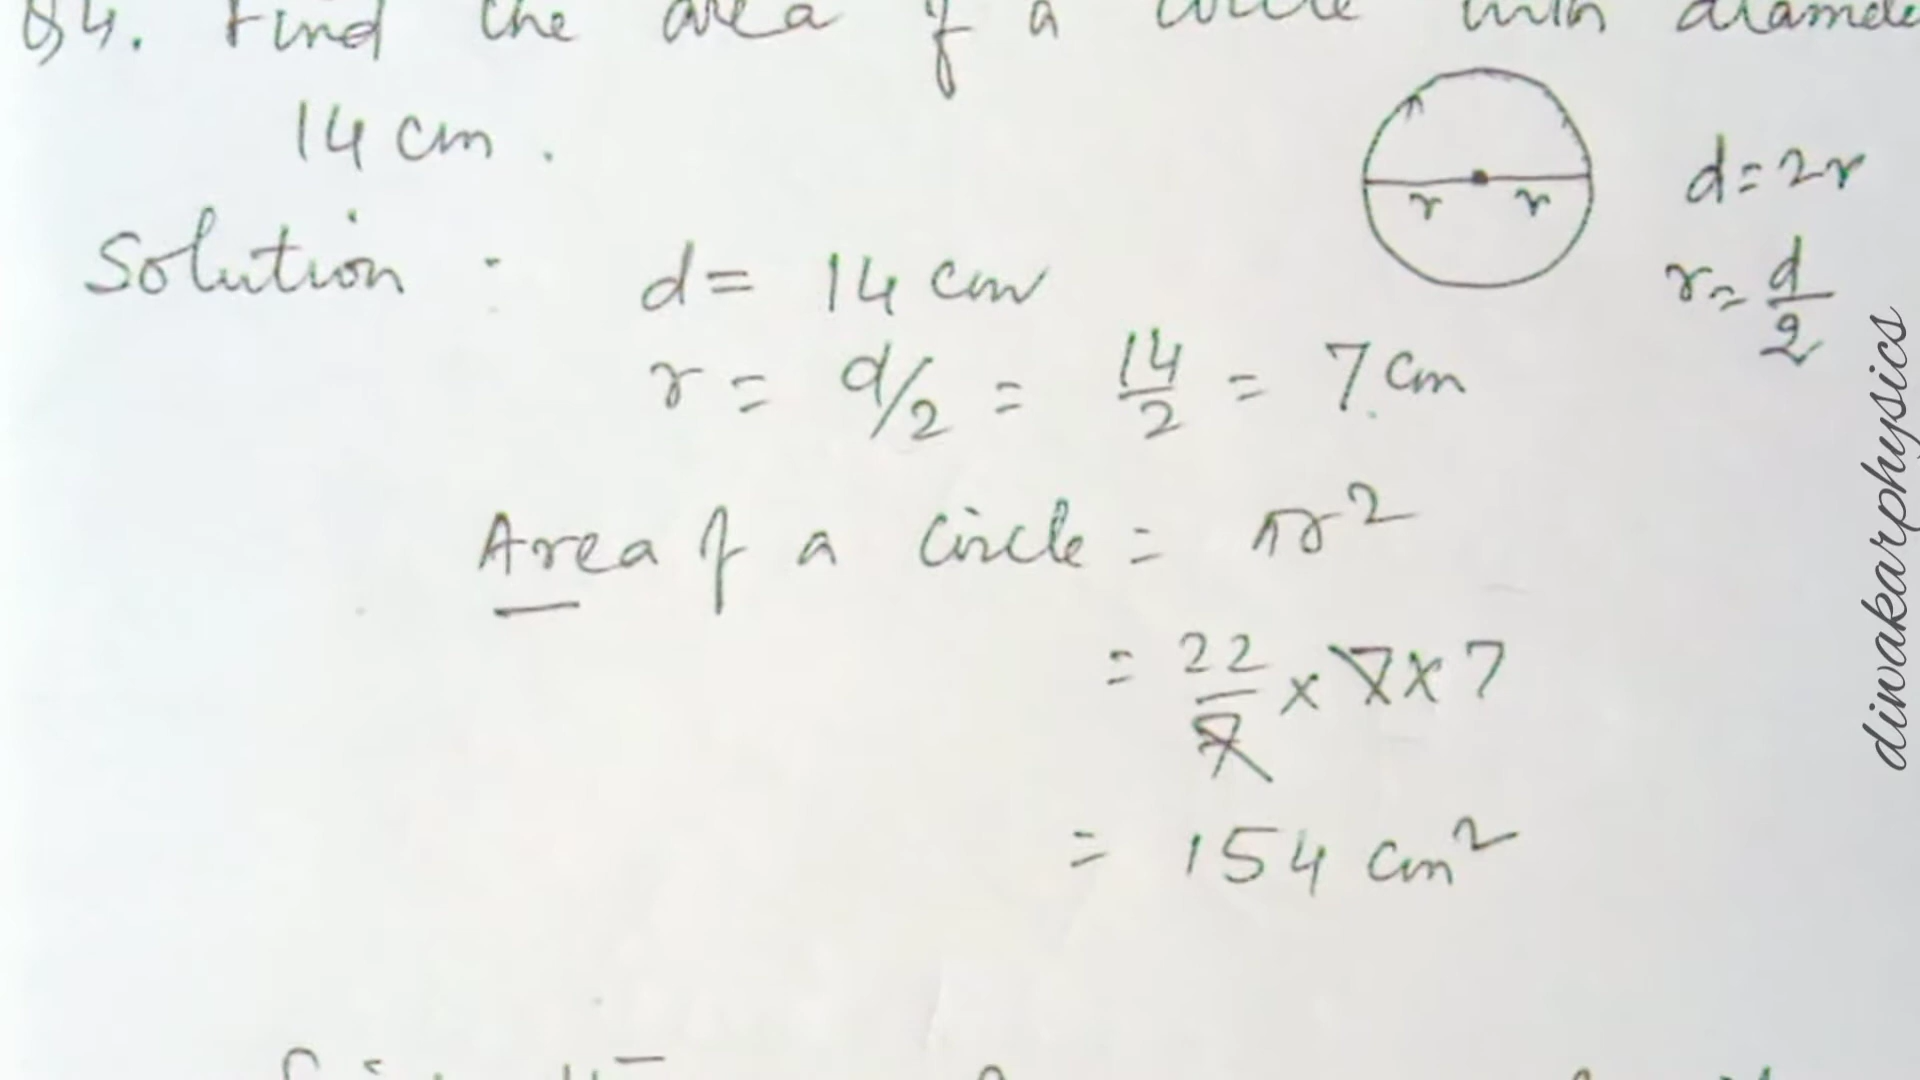 Q4. Find the area of a circle with diamete
14 cm.
r r
d=2r
r=d/2
Solution :
d= 14 cm
r = d/2 = 14/2 = 7 cm
Area of a circle = πr²
= 22/7 x 7 x 7
= 154 cm²
diwakarphysics